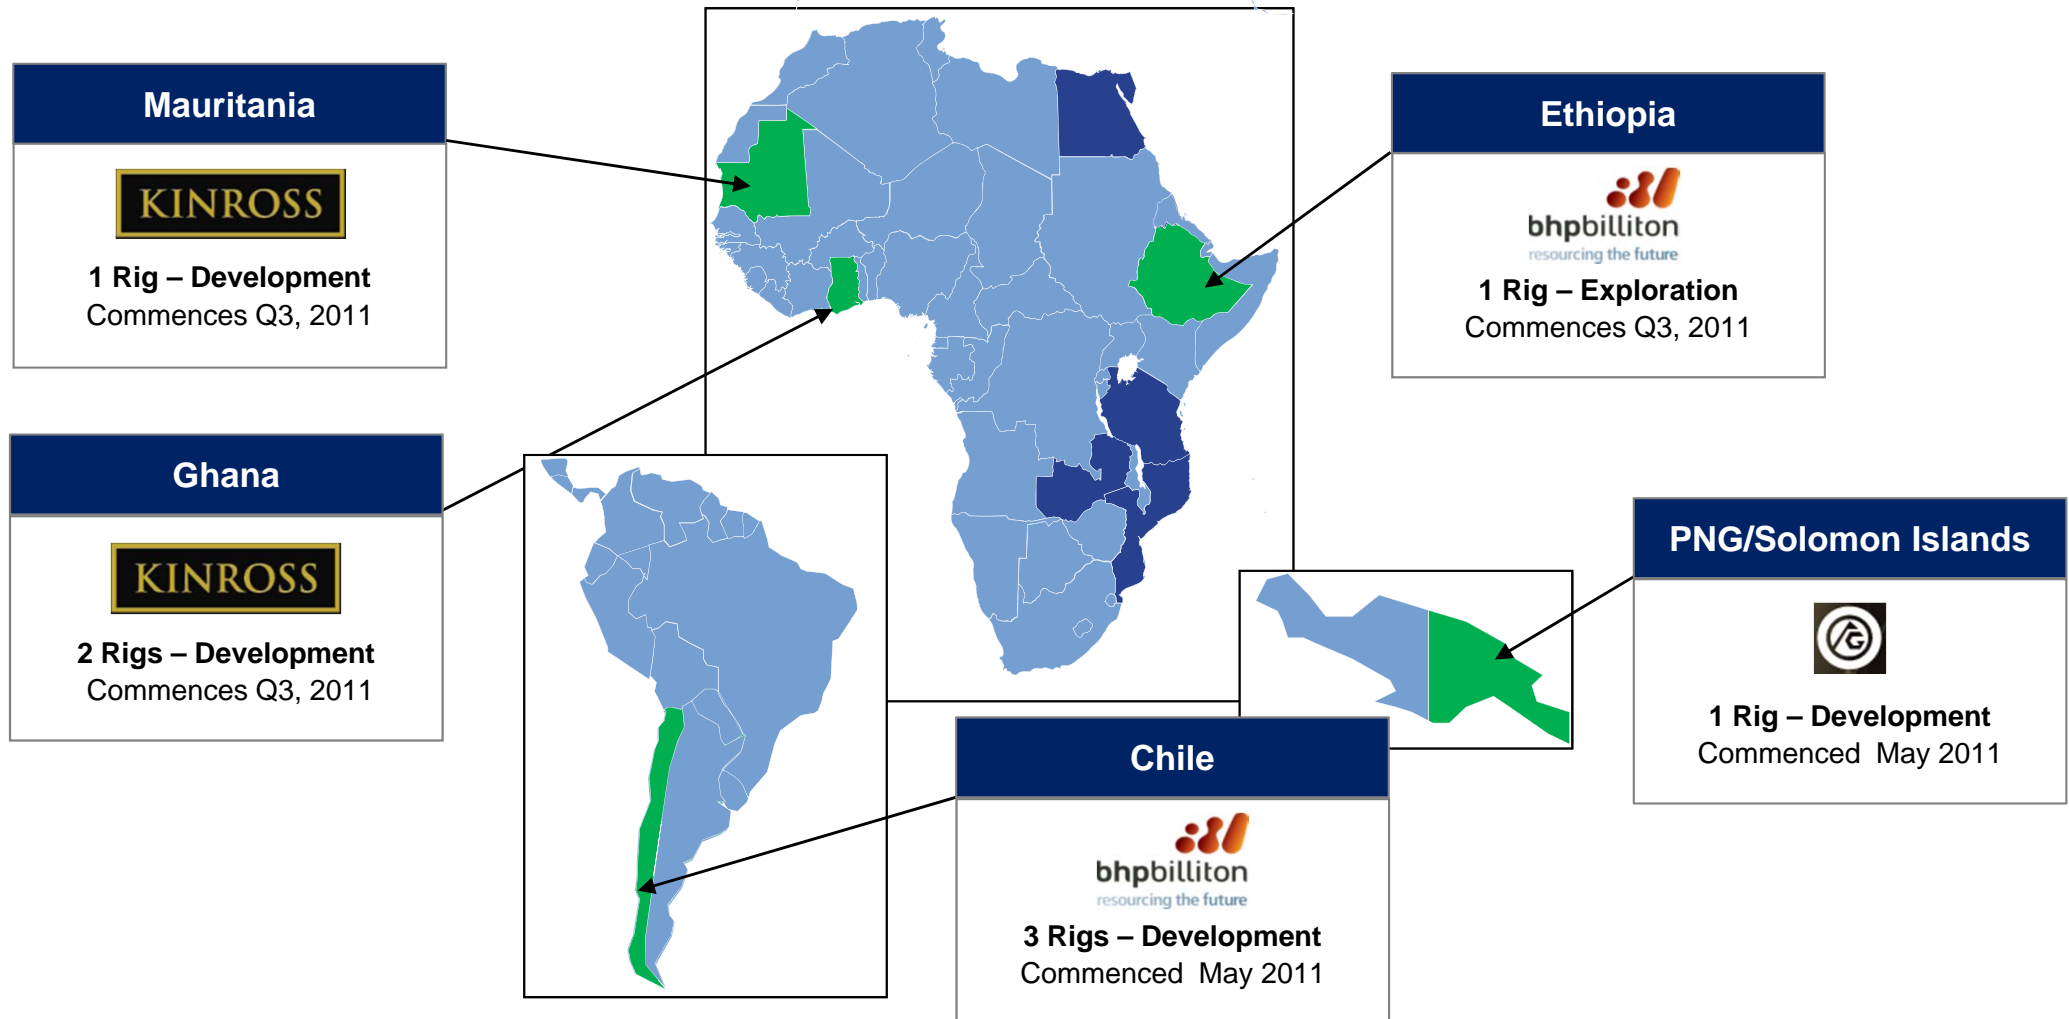 Mauritania
KINROSS
1 Rig – Development
Commences Q3, 2011
Ethiopia
bhpbilliton
resourcing the future
1 Rig – Exploration
Commences Q3, 2011
Ghana
KINROSS
2 Rigs – Development
Commences Q3, 2011
PNG/Solomon Islands
1 Rig – Development
Commenced May 2011
Chile
bhpbilliton
resourcing the future
3 Rigs – Development
Commenced May 2011